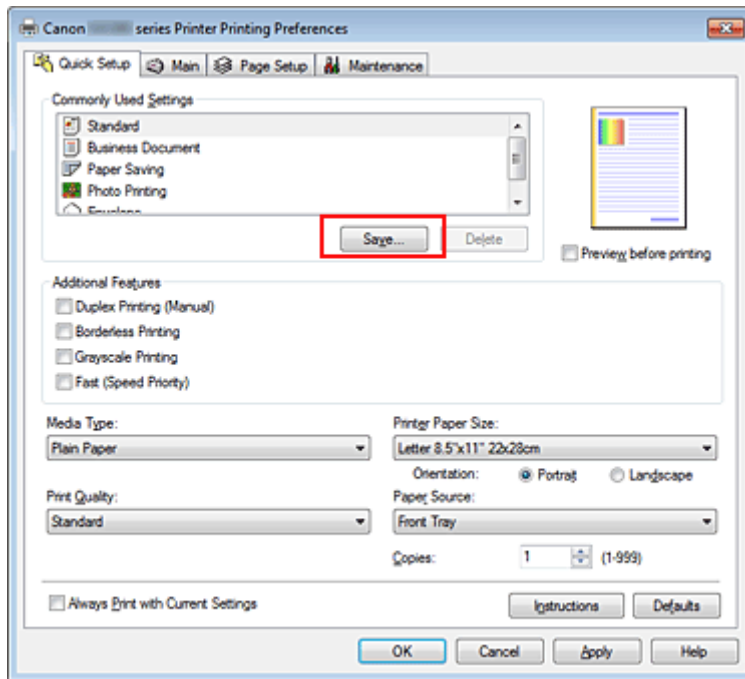 Canon series Printer Printing Preferences
Quick Setup Main Page Setup Maintenance
Commonly Used Settings
Standard
Business Document
Paper Saving
Photo Printing
Envelope
Save... Delete
Preview before printing
Additional Features
Duplex Printing (Manual)
Borderless Printing
Grayscale Printing
Fast (Speed Priority)
Media Type: Printer Paper Size:
Plain Paper Letter 8.5"x11" 22x28cm
Orientation: Portrait Landscape
Print Quality: Paper Source:
Standard Front Tray
Copies: 1 (1-999)
Always Print with Current Settings Instructions Defaults
OK Cancel Apply Help